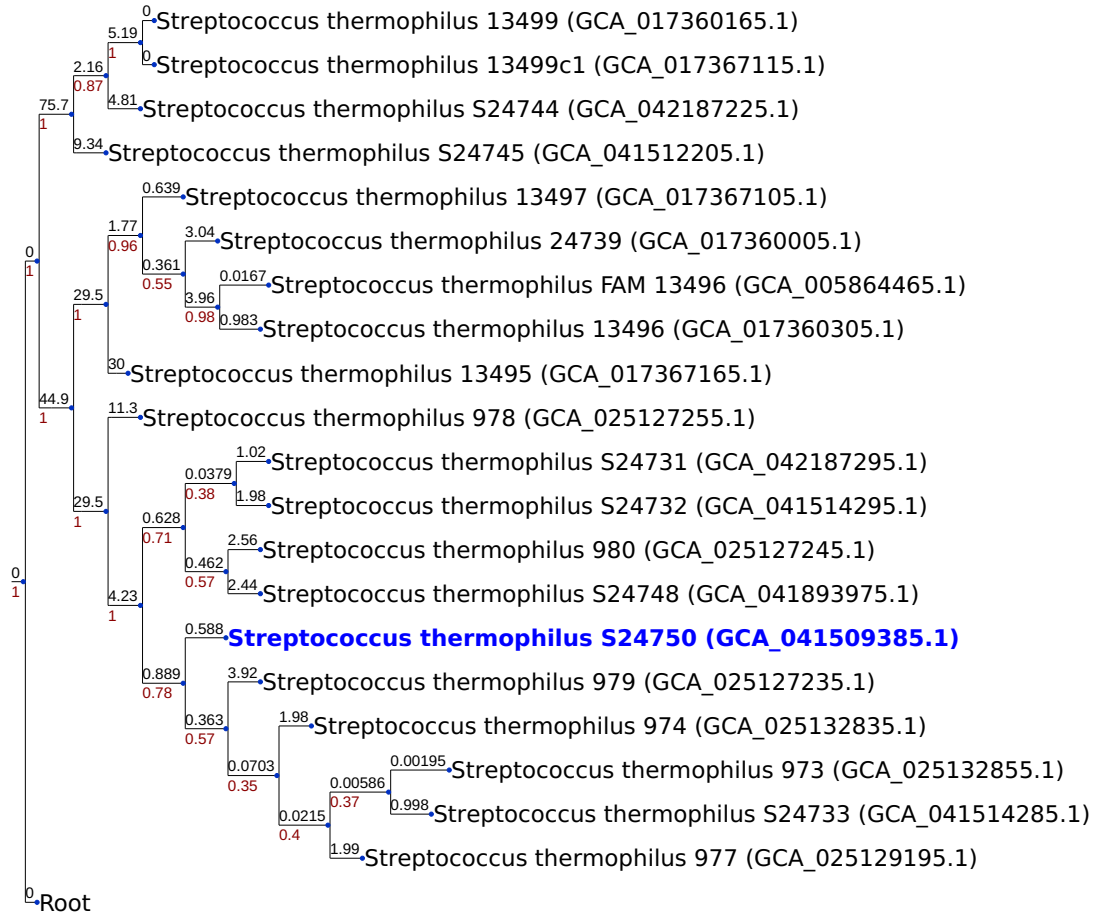 0
Streptococcus thermophilus 13499 (GCA_017360165.1)
5.19
1
0
Streptococcus thermophilus 13499c1 (GCA_017367115.1)
2.16
0.87
4.81
Streptococcus thermophilus S24744 (GCA_042187225.1)
75.7
1
9.34
Streptococcus thermophilus S24745 (GCA_041512205.1)
0.639
Streptococcus thermophilus 13497 (GCA_017367105.1)
1.77
0.96
3.04
Streptococcus thermophilus 24739 (GCA_017360005.1)
0
1
0.361
0.55
0.0167
Streptococcus thermophilus FAM 13496 (GCA_005864465.1)
29.5
1
3.96
0.98
0.983
Streptococcus thermophilus 13496 (GCA_017360305.1)
30
Streptococcus thermophilus 13495 (GCA_017367165.1)
44.9
1
11.3
Streptococcus thermophilus 978 (GCA_025127255.1)
1.02
Streptococcus thermophilus S24731 (GCA_042187295.1)
0.0379
0.38
29.5
1
1.98
Streptococcus thermophilus S24732 (GCA_041514295.1)
0.628
0.71
2.56
Streptococcus thermophilus 980 (GCA_025127245.1)
0.462
0.57
0
1
2.44
Streptococcus thermophilus S24748 (GCA_041893975.1)
4.23
1
0.588
Streptococcus thermophilus S24750 (GCA_041509385.1)
0.889
0.78
3.92
Streptococcus thermophilus 979 (GCA_025127235.1)
0.363
0.57
1.98
Streptococcus thermophilus 974 (GCA_025132835.1)
0.0703
0.35
0.00195
Streptococcus thermophilus 973 (GCA_025132855.1)
0.00586
0.37
0.998
Streptococcus thermophilus S24733 (GCA_041514285.1)
0.0215
0.4
1.99
Streptococcus thermophilus 977 (GCA_025129195.1)
0
Root